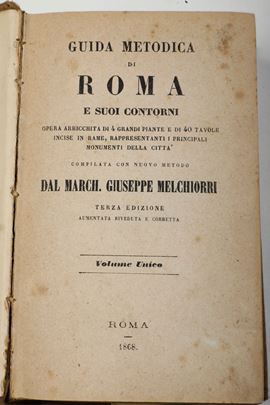 GUIDA METODICA
DI
ROMA
E SUOI CONTORNI
OPERA ARRICCHITA DI 4 GRANDI PIANTE E DI 40 TAVOLE
INCISE IN RAME, RAPPRESENTANTI I PRINCIPALI
MONUMENTI DELLA CITTA'
COMPILATA CON NUOVO METODO
DAL MARCH. GIUSEPPE MELCHIORRI
TERZA EDIZIONE
AUMENTATA RIVEDUTA E CORRETTA
Volume Unico
ROMA
1868.